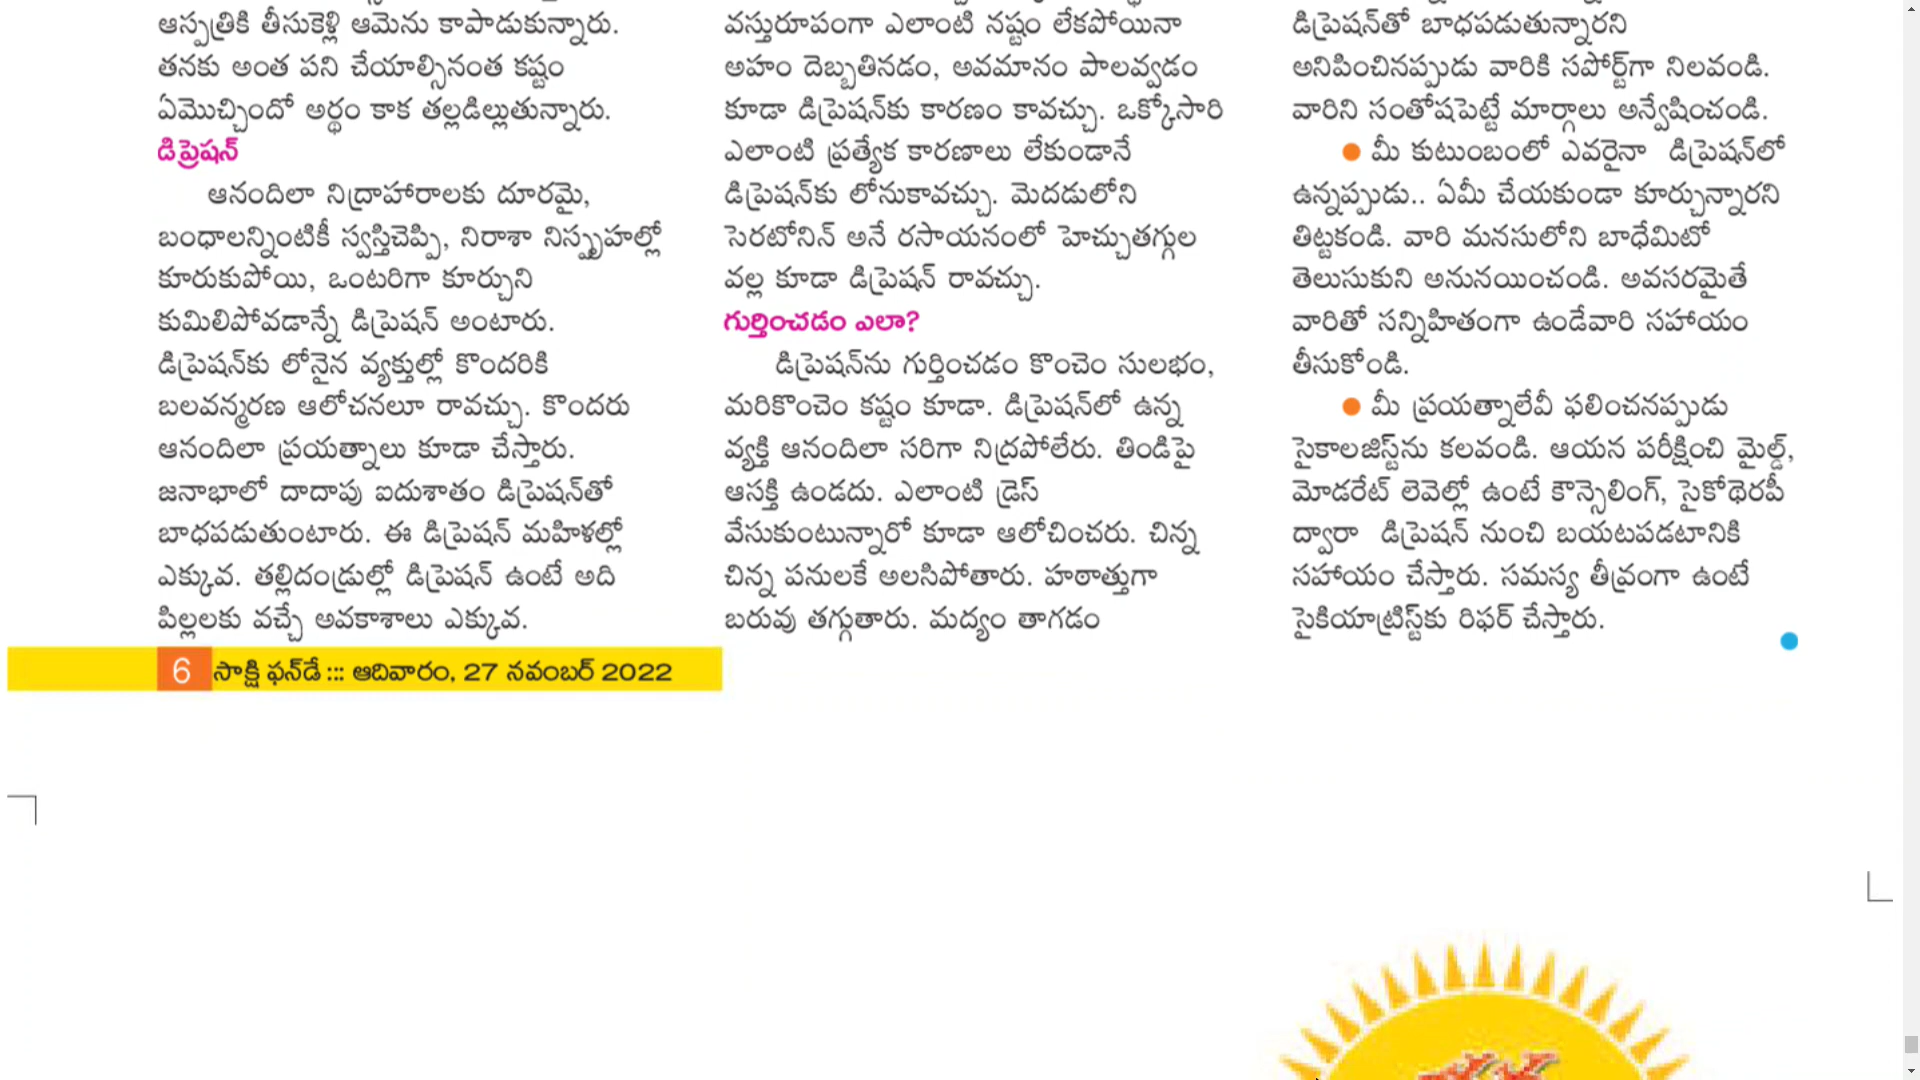 ఆస్పత్రికి తీసుకెళ్లి ఆమెను కాపాడుకున్నారు.
తనకు అంత పని చేయాల్సినంత కష్టం
ఏమొచ్చిందో అర్థం కాక తల్లడిల్లుతున్నారు.
డిప్రెషన్
ఆనందిలా నిద్రాహారాలకు దూరమై,
బంధాలన్నింటికీ స్వస్తిచెప్పి, నిరాశా నిస్పృహల్లో
కూరుకుపోయి, ఒంటరిగా కూర్చుని
కుమిలిపోవడాన్నే డిప్రెషన్ అంటారు.
డిప్రెషన్‌కు లోనైన వ్యక్తుల్లో కొందరికి
బలవన్మరణ ఆలోచనలూ రావచ్చు. కొందరు
ఆనందిలా ప్రయత్నాలు కూడా చేస్తారు.
జనాభాలో దాదాపు ఐదుశాతం డిప్రెషన్‌తో
బాధపడుతుంటారు. ఈ డిప్రెషన్ మహిళల్లో
ఎక్కువ. తల్లిదండ్రుల్లో డిప్రెషన్ ఉంటే అది
పిల్లలకు వచ్చే అవకాశాలు ఎక్కువ.
వస్తురూపంగా ఎలాంటి నష్టం లేకపోయినా
అహం దెబ్బతినడం, అవమానం పాలవ్వడం
కూడా డిప్రెషన్‌కు కారణం కావచ్చు. ఒక్కోసారి
ఎలాంటి ప్రత్యేక కారణాలు లేకుండానే
డిప్రెషన్‌కు లోనుకావచ్చు. మెదడులోని
సెరటోనిన్ అనే రసాయనంలో హెచ్చుతగ్గుల
వల్ల కూడా డిప్రెషన్ రావచ్చు.
గుర్తించడం ఎలా?
డిప్రెషన్‌ను గుర్తించడం కొంచెం సులభం,
మరికొంచెం కష్టం కూడా. డిప్రెషన్‌లో ఉన్న
వ్యక్తి ఆనందిలా సరిగా నిద్రపోలేరు. తిండిపై
ఆసక్తి ఉండదు. ఎలాంటి డ్రెస్
వేసుకుంటున్నారో కూడా ఆలోచించరు. చిన్న
చిన్న పనులకే అలసిపోతారు. హఠాత్తుగా
బరువు తగ్గుతారు. మద్యం తాగడం
డిప్రెషన్‌తో బాధపడుతున్నారని
అనిపించినప్పుడు వారికి సపోర్ట్‌గా నిలవండి.
వారిని సంతోషపెట్టే మార్గాలు అన్వేషించండి.
● మీ కుటుంబంలో ఎవరైనా డిప్రెషన్‌లో
ఉన్నప్పుడు.. ఏమీ చేయకుండా కూర్చున్నారని
తిట్టకండి. వారి మనసులోని బాధేమిటో
తెలుసుకుని అనునయించండి. అవసరమైతే
వారితో సన్నిహితంగా ఉండేవారి సహాయం
తీసుకోండి.
● మీ ప్రయత్నాలేవీ ఫలించనప్పుడు
సైకాలజిస్ట్‌ను కలవండి. ఆయన పరీక్షించి మైల్డ్,
మోడరేట్ లెవెల్లో ఉంటే కౌన్సెలింగ్, సైకోథెరపీ
ద్వారా డిప్రెషన్ నుంచి బయటపడటానికి
సహాయం చేస్తారు. సమస్య తీవ్రంగా ఉంటే
సైకియాట్రిస్ట్‌కు రిఫర్ చేస్తారు.
6 సాక్షి ఫన్‌డే ::: ఆదివారం, 27 నవంబర్ 2022